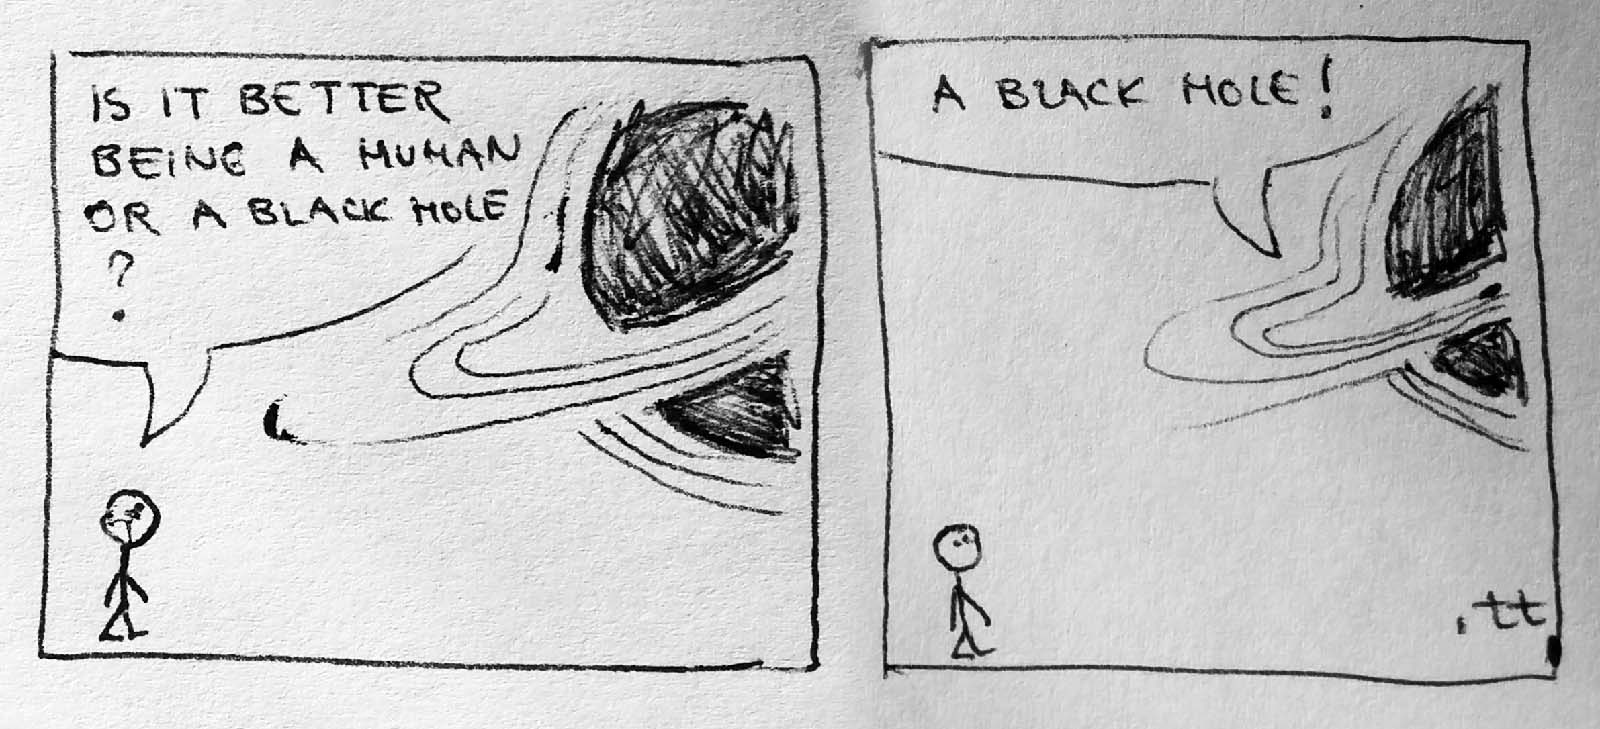 IS IT BETTER
BEING A HUMAN
OR A BLACK HOLE
?
A BLACK HOLE!
.tt